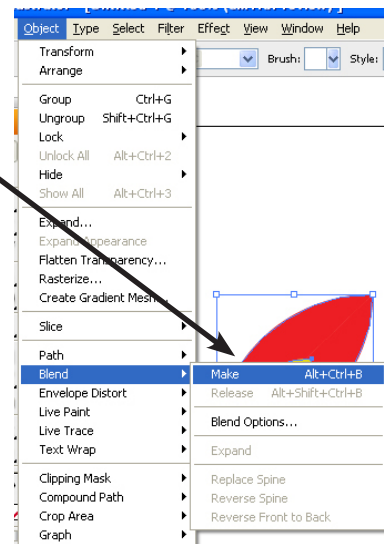 Object Type Select Filter Effect View Window Help
Brush: Style:
Transform
Arrange
Group Ctrl+G
Ungroup Shift+Ctrl+G
Lock
Unlock All Alt+Ctrl+2
Hide
Show All Alt+Ctrl+3
Expand...
Expand Appearance
Flatten Transparency...
Rasterize...
Create Gradient Mesh...
Slice
Path
Blend
Envelope Distort
Live Paint
Live Trace
Text Wrap
Clipping Mask
Compound Path
Crop Area
Graph
Make Alt+Ctrl+B
Release Alt+Shift+Ctrl+B
Blend Options...
Expand
Replace Spine
Reverse Spine
Reverse Front to Back